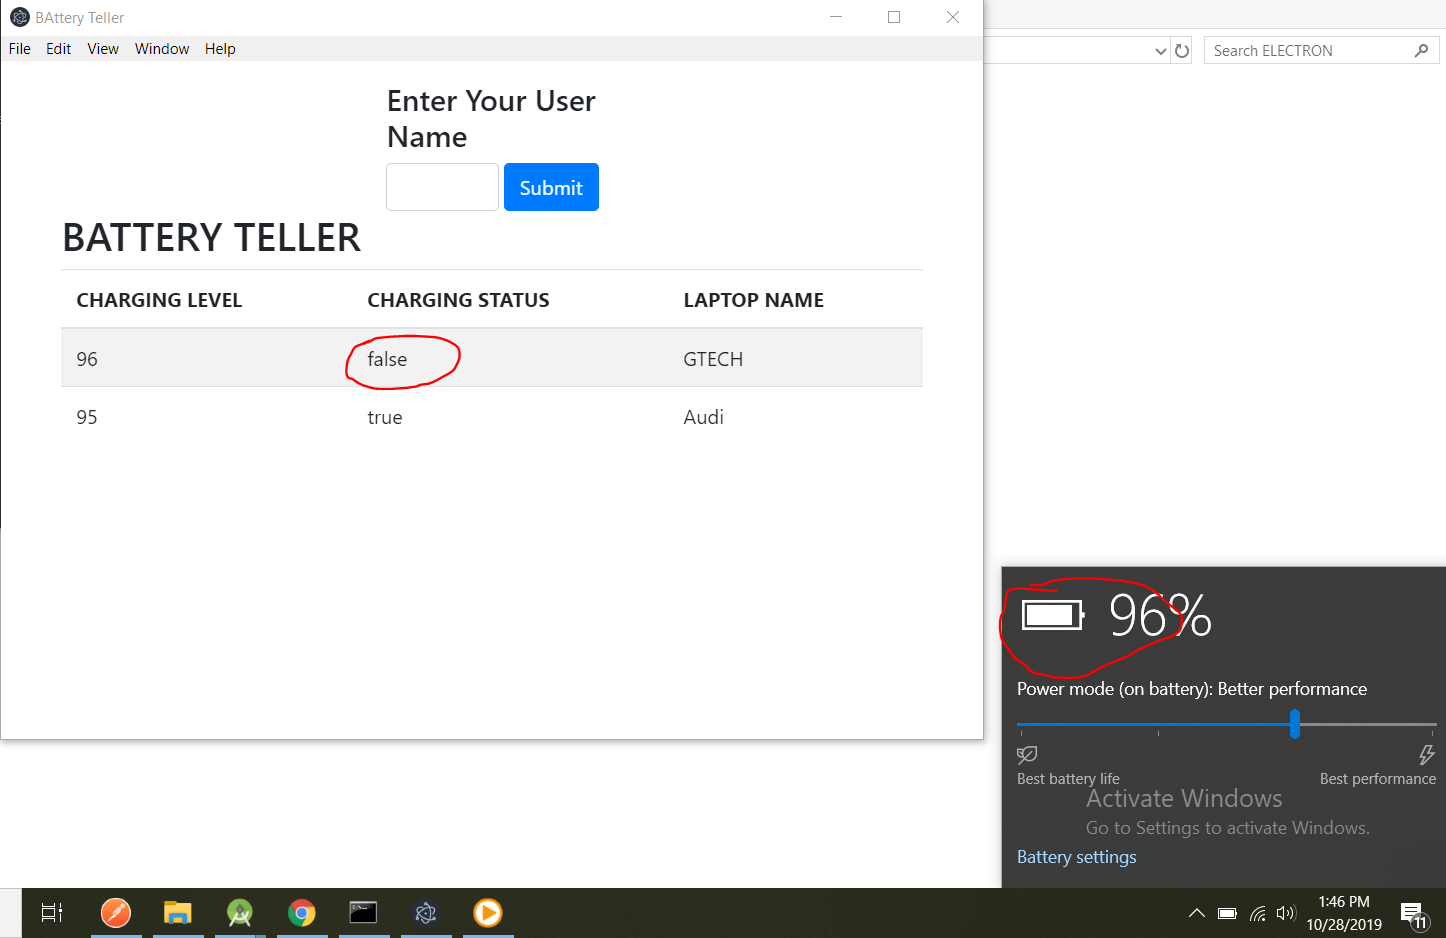 BAttery Teller
File Edit View Window Help
Search ELECTRON
Enter Your User
Name
Submit
BATTERY TELLER
CHARGING LEVEL CHARGING STATUS LAPTOP NAME
96 false GTECH
95 true Audi
96%
Power mode (on battery): Better performance
Best battery life Best performance
Activate Windows
Go to Settings to activate Windows.
Battery settings
1:46 PM
10/28/2019
11